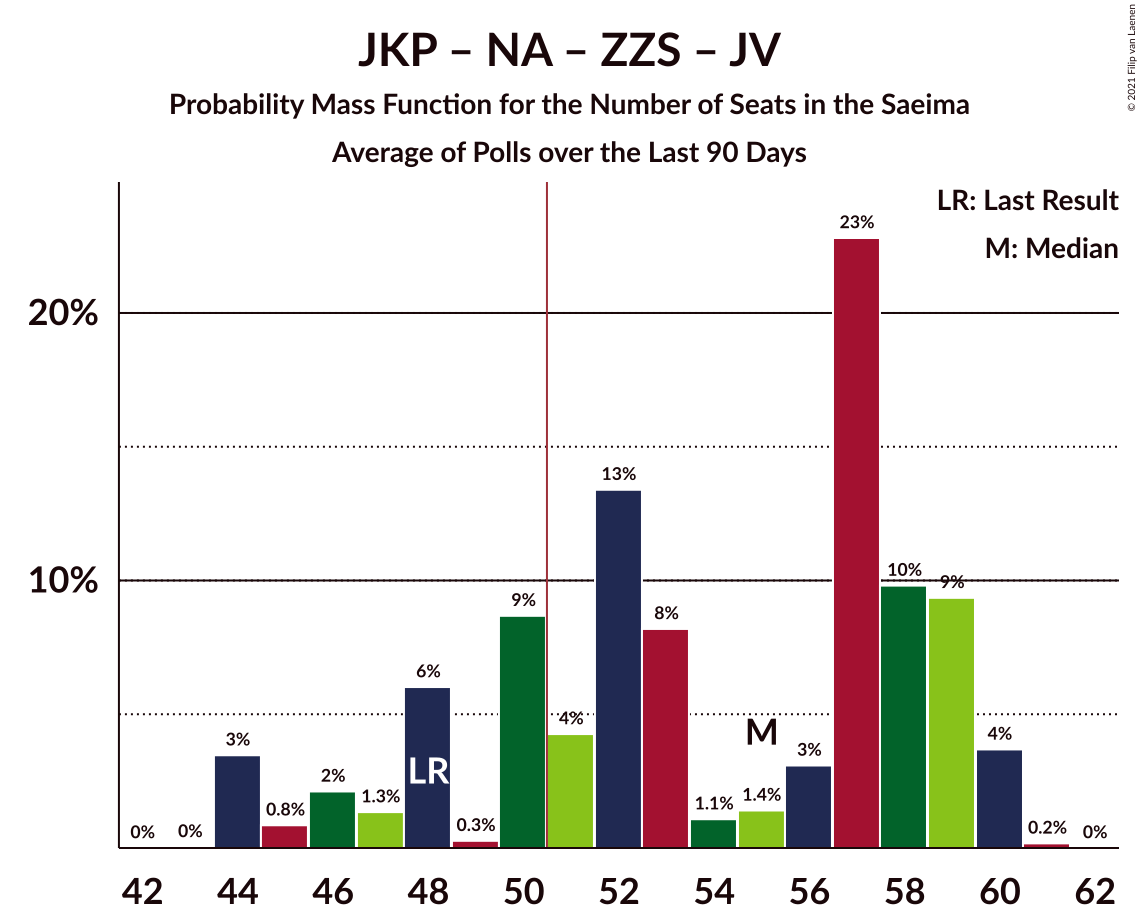 JKP – NA – ZZS – JV
Probability Mass Function for the Number of Seats in the Saeima
Average of Polls over the Last 90 Days
© 2021 Filip van Laenen
LR: Last Result
M: Median
20%
10%
0%
0%
3%
0.8%
2%
1.3%
6%
LR
0.3%
9%
4%
13%
8%
1.1%
M
1.4%
3%
23%
10%
9%
4%
0.2%
0%
42 44 46 48 50 52 54 56 58 60 62